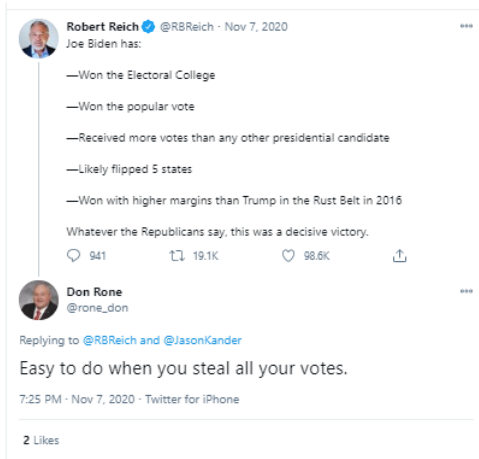 Robert Reich @RBReich · Nov 7, 2020
Joe Biden has:
—Won the Electoral College
—Won the popular vote
—Received more votes than any other presidential candidate
—Likely flipped 5 states
—Won with higher margins than Trump in the Rust Belt in 2016
Whatever the Republicans say, this was a decisive victory.
941 19.1K 98.6K
Don Rone
@rone_don
Replying to @RBReich and @JasonKander
Easy to do when you steal all your votes.
7:25 PM · Nov 7, 2020 · Twitter for iPhone
2 Likes